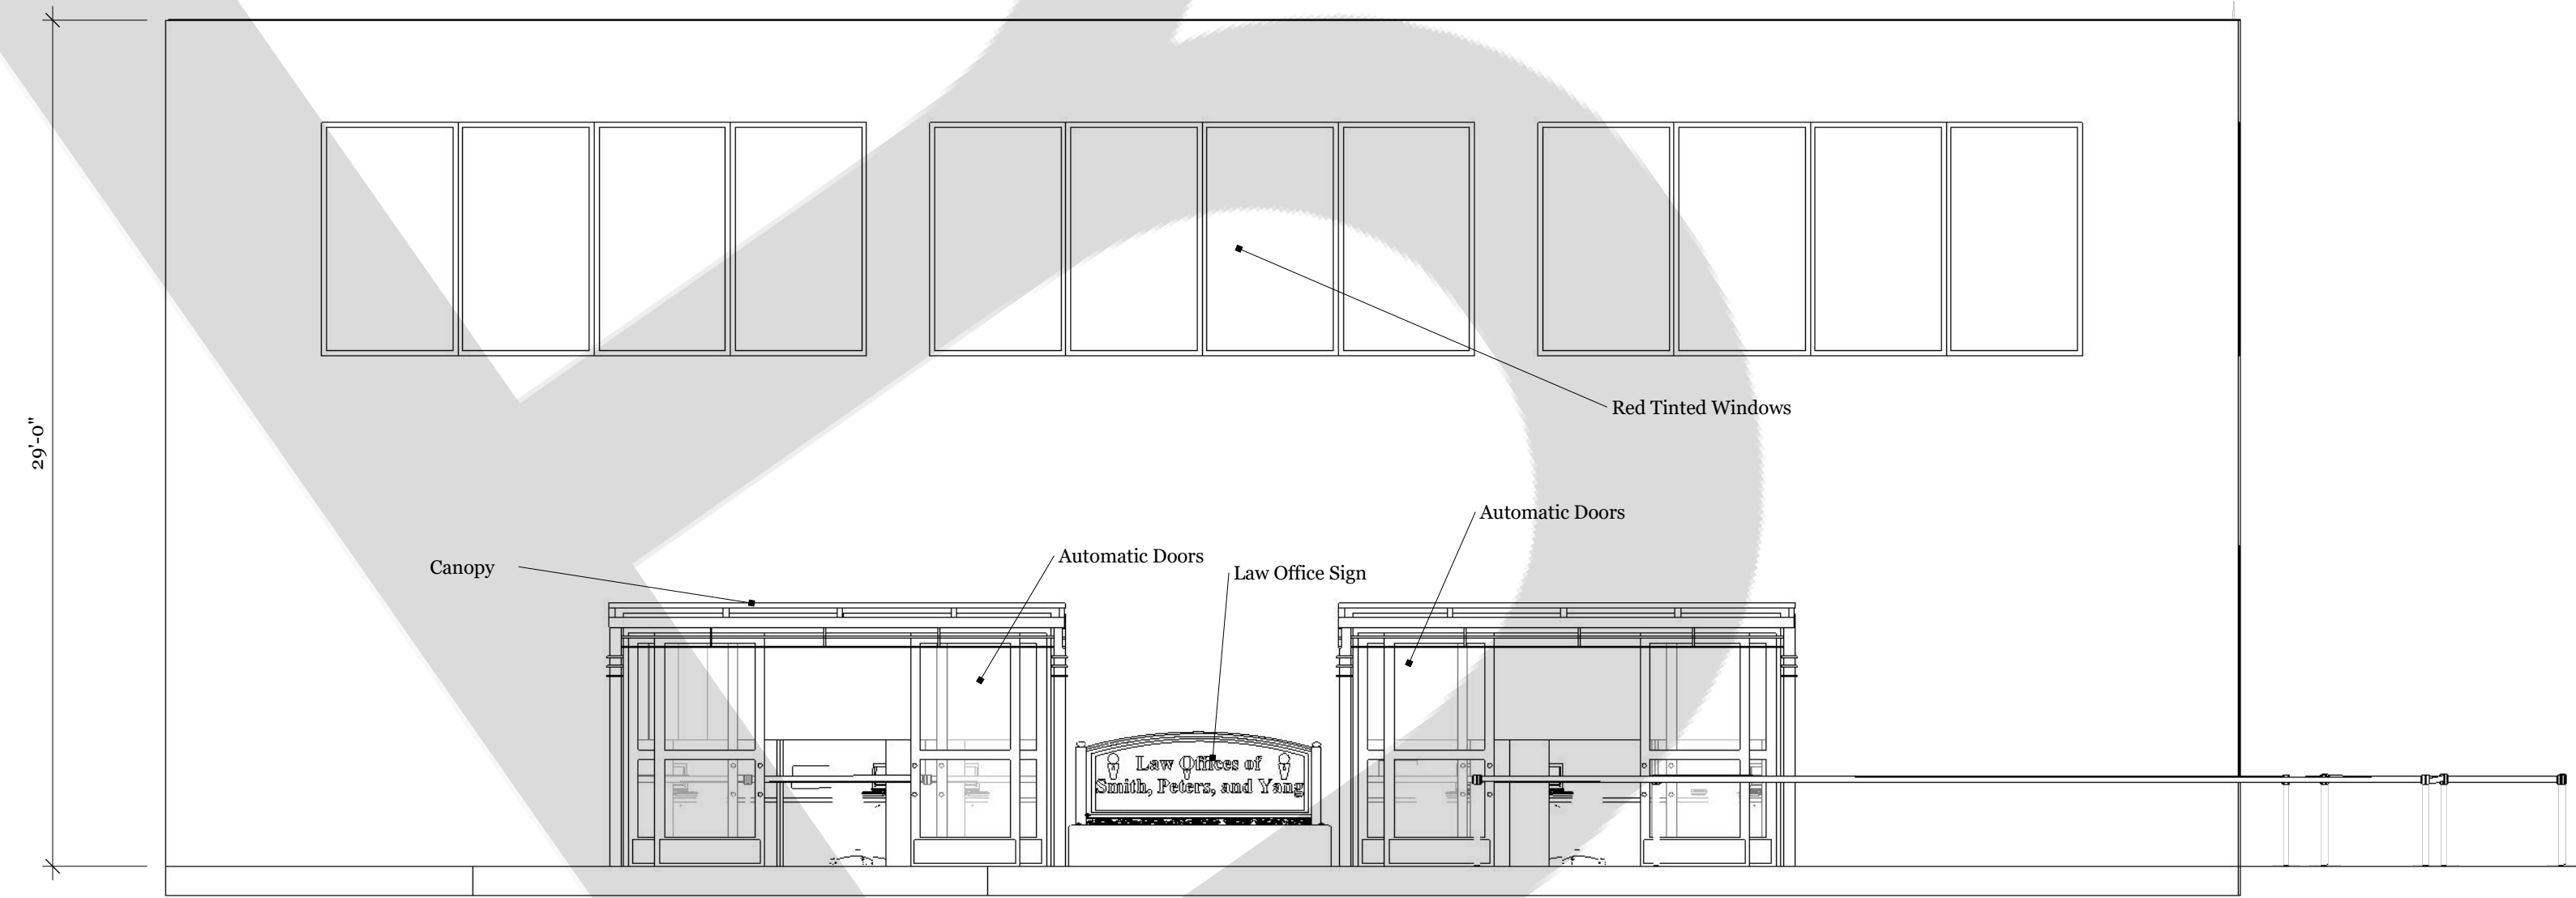 29'-0"
Red Tinted Windows
Automatic Doors
Automatic Doors
Canopy
Law Office Sign
Law Offices of
Smith, Peters, and Yang